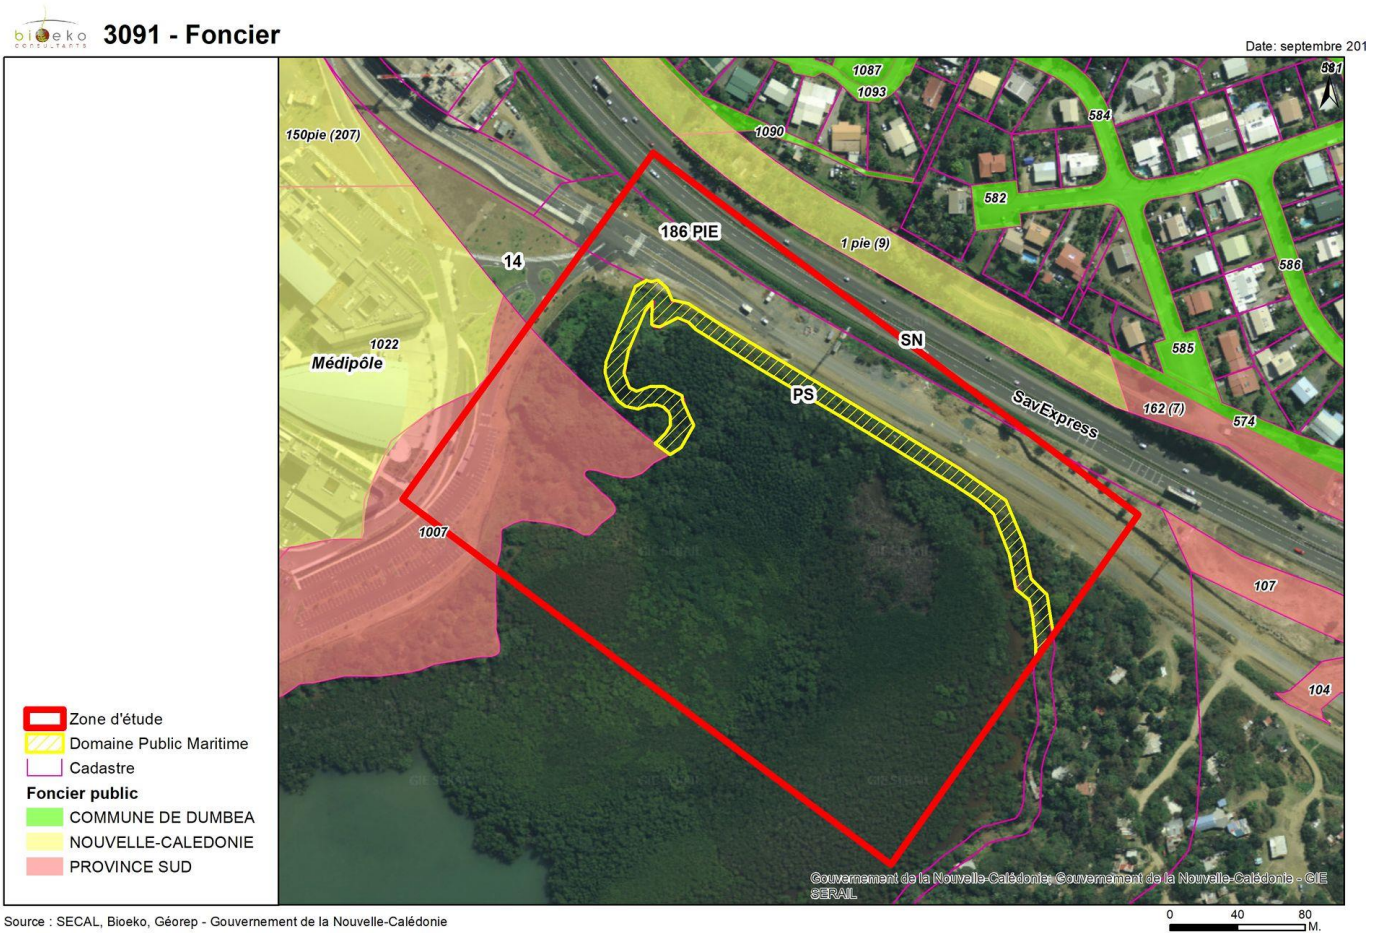 biOeko
CONSULTANTS
3091 - Foncier
Date: septembre 201
1087
581
1093
584
150pie (207)
1090
582
186 PIE
1 pie (9)
14
586
SN
1022
585
Médipôle
PS
SavExpress
162 (7)
574
1007
107
104
Zone d'étude
Domaine Public Maritime
Cadastre
Foncier public
COMMUNE DE DUMBEA
NOUVELLE-CALEDONIE
PROVINCE SUD
Gouvernement de la Nouvelle-Calédonie; Gouvernement de la Nouvelle-Calédonie - GIE
SERAIL
Source : SECAL, Bioeko, Géorep - Gouvernement de la Nouvelle-Calédonie
0 40 80
M.